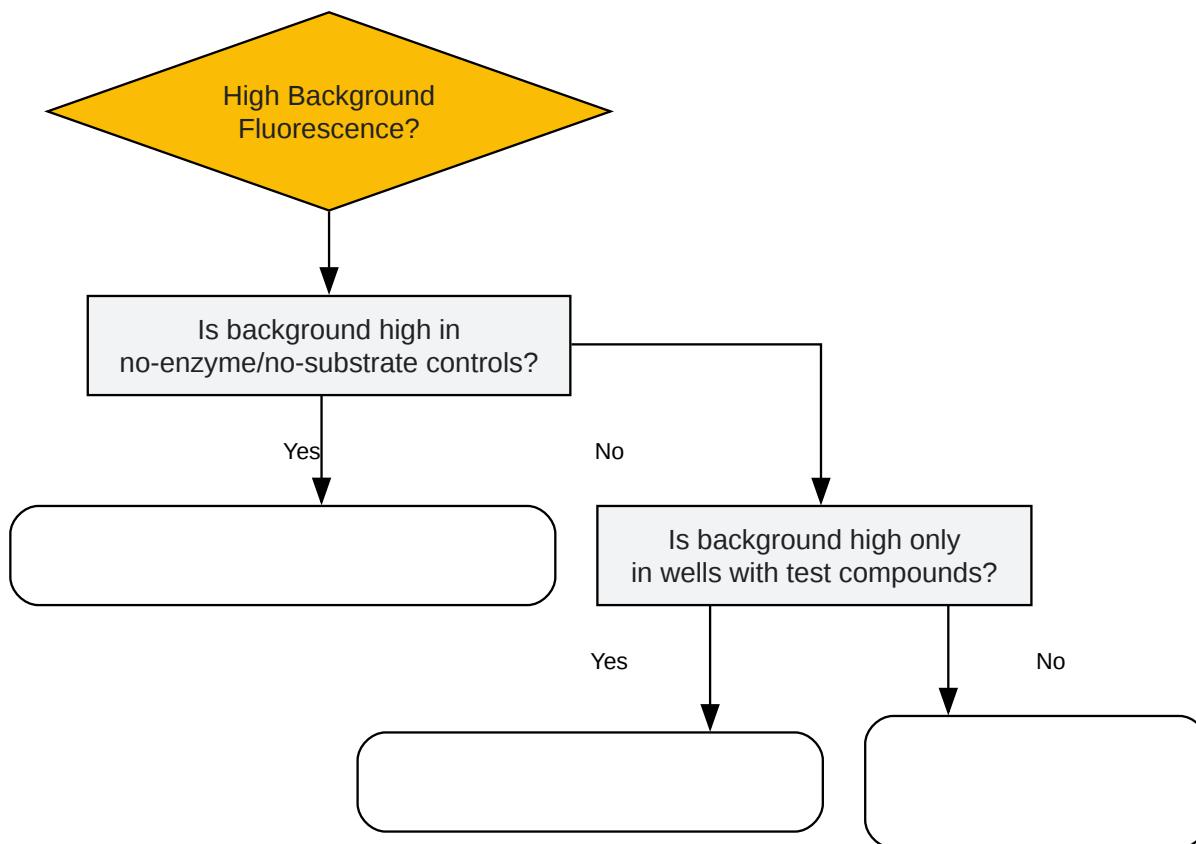 High Background
Fluorescence?
Is background high in
no-enzyme/no-substrate controls?
Yes
No
Is background high only
in wells with test compounds?
Yes
No